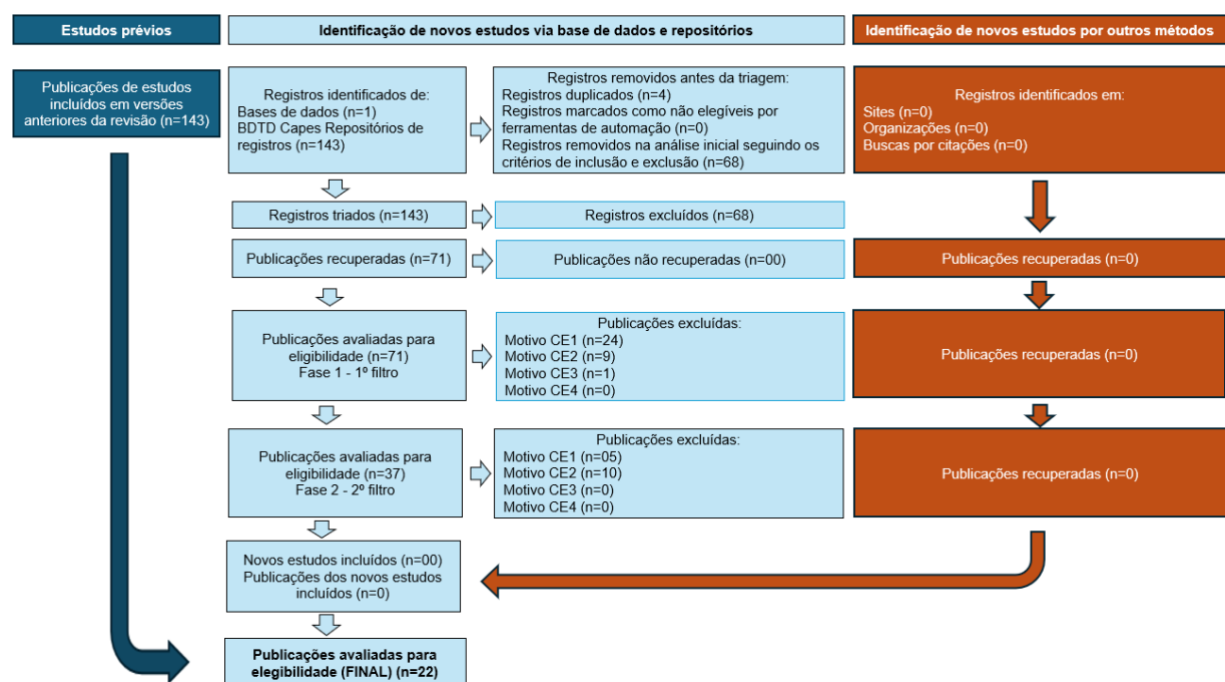 Estudos prévios
Identificação de novos estudos via base de dados e repositórios
Identificação de novos estudos por outros métodos
Publicações de estudos
incluídos em versões
anteriores da revisão (n=143)
Registros identificados de:
Bases de dados (n=1)
BDTD Capes Repositórios de
registros (n=143)
Registros removidos antes da triagem:
Registros duplicados (n=4)
Registros marcados como não elegíveis por
ferramentas de automação (n=0)
Registros removidos na análise inicial seguindo os
critérios de inclusão e exclusão (n=68)
Registros identificados em:
Sites (n=0)
Organizações (n=0)
Buscas por citações (n=0)
Registros triados (n=143)
Registros excluídos (n=68)
Publicações recuperadas (n=71)
Publicações não recuperadas (n=00)
Publicações recuperadas (n=0)
Publicações avaliadas para
eligibilidade (n=71)
Fase 1 - 1º filtro
Publicações excluídas:
Motivo CE1 (n=24)
Motivo CE2 (n=9)
Motivo CE3 (n=1)
Motivo CE4 (n=0)
Publicações recuperadas (n=0)
Publicações avaliadas para
eligibilidade (n=37)
Fase 2 - 2º filtro
Publicações excluídas:
Motivo CE1 (n=05)
Motivo CE2 (n=10)
Motivo CE3 (n=0)
Motivo CE4 (n=0)
Publicações recuperadas (n=0)
Novos estudos incluídos (n=00)
Publicações dos novos estudos
incluídos (n=0)
Publicações avaliadas para
elegibilidade (FINAL) (n=22)